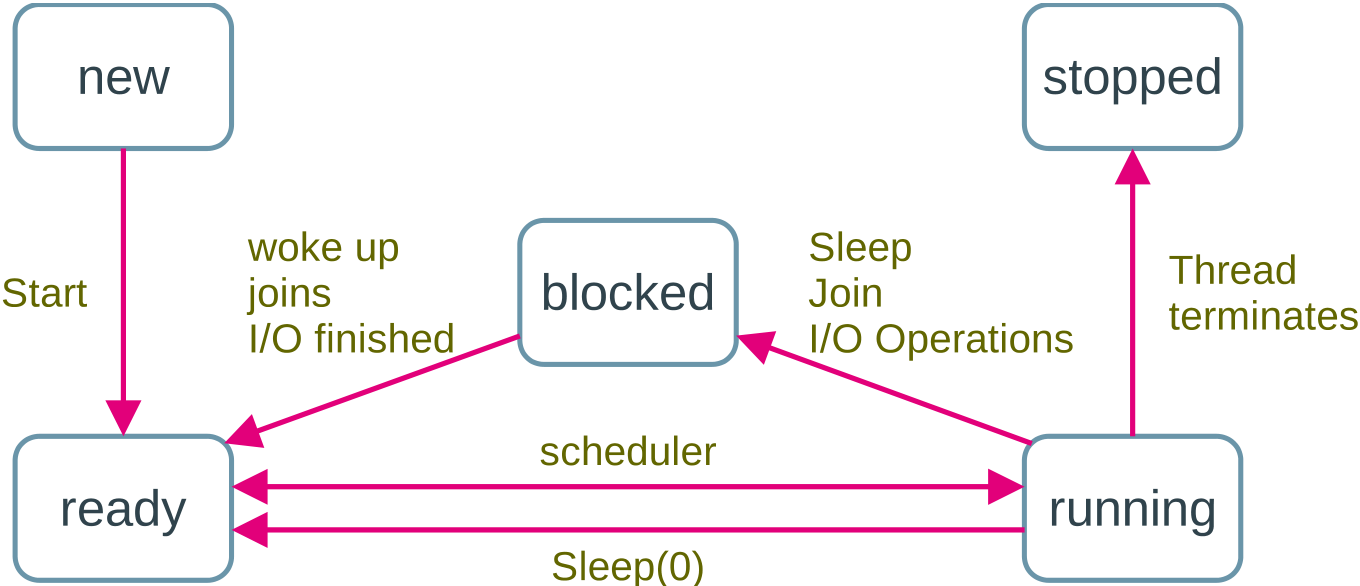 new
stopped
woke up
joins
I/O finished
blocked
Sleep
Join
I/O Operations
Start
Thread
terminates
scheduler
ready
running
Sleep(0)